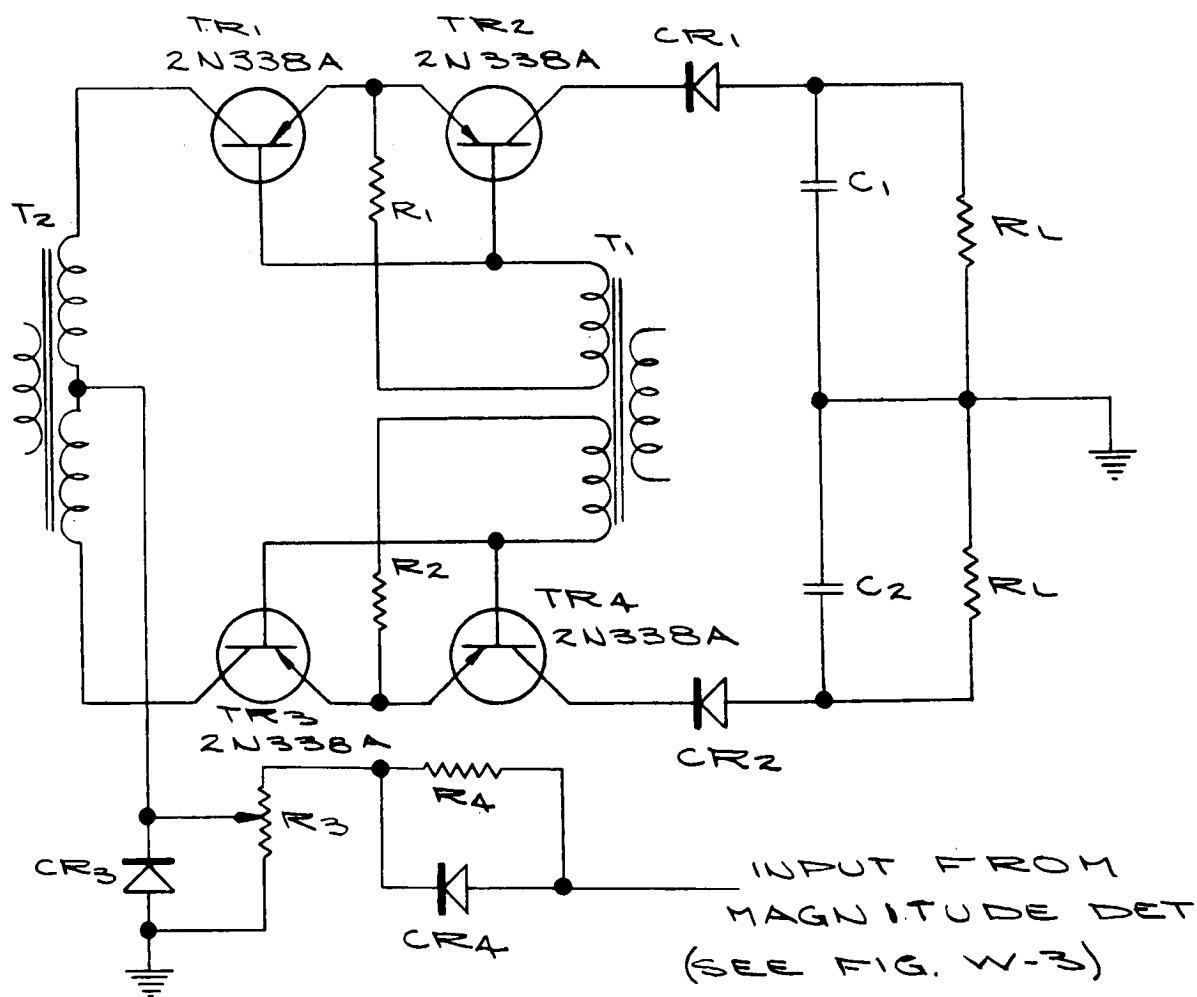 TR1
2N338A
TR2
2N338A
CR1
T2
R1
T1
C1
RL
R2
TR4
2N338A
C2
RL
TR3
2N338A
CR2
R4
R3
CR3
CR4
INPUT FROM
MAGNITUDE DET
(SEE FIG. W-3)